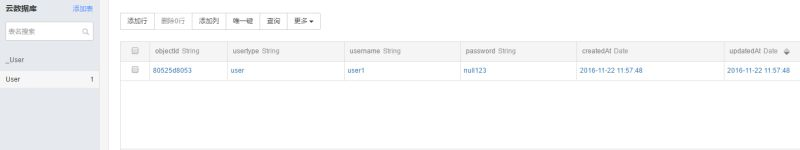 云数据库 添加表
表名搜索
_User
User 1
添加行 删除0行 添加列 唯一键 查询 更多
objectId String usertype String username String password String createdAt Date updatedAt Date
80525d8053 user user1 null123 2016-11-22 11:57:48 2016-11-22 11:57:48